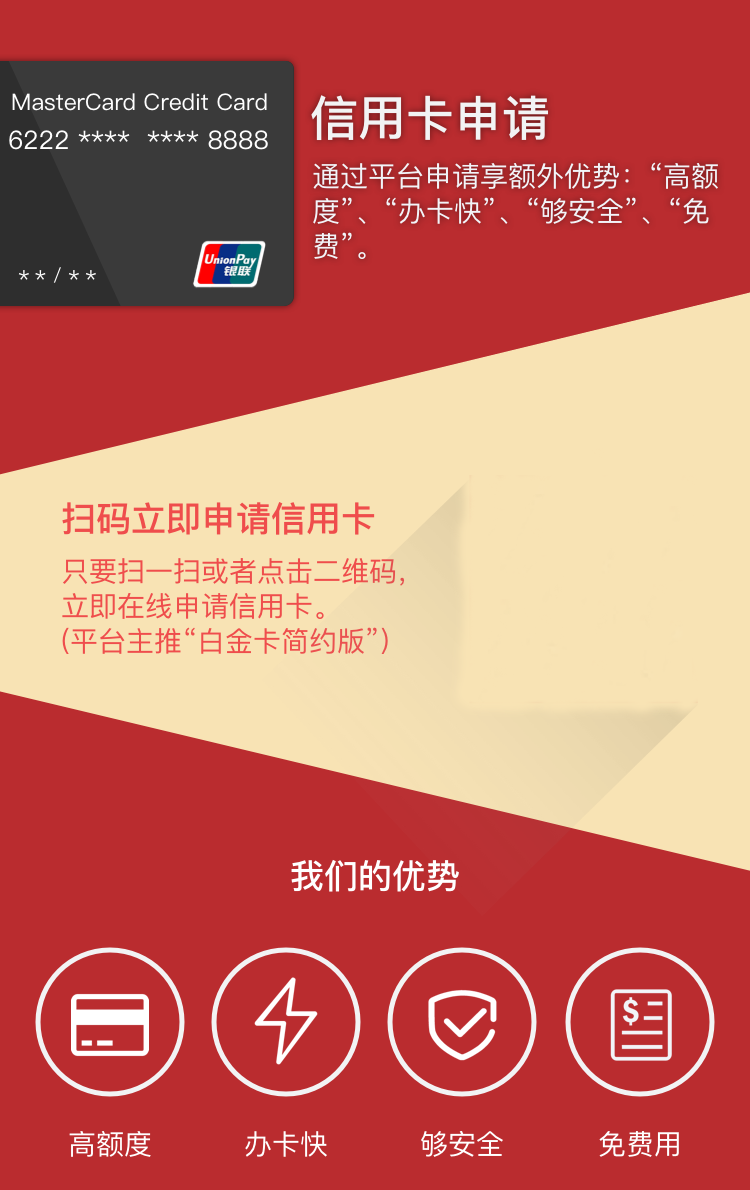 MasterCard Credit Card
6222 **** **** 8888
**/**
UnionPay
银联
信用卡申请
通过平台申请享额外优势：“高额
度”、“办卡快”、“够安全”、“免
费”。
扫码立即申请信用卡
只要扫一扫或者点击二维码,
立即在线申请信用卡。
(平台主推“白金卡简约版”)
我们的优势
$
高额度
办卡快
够安全
免费用